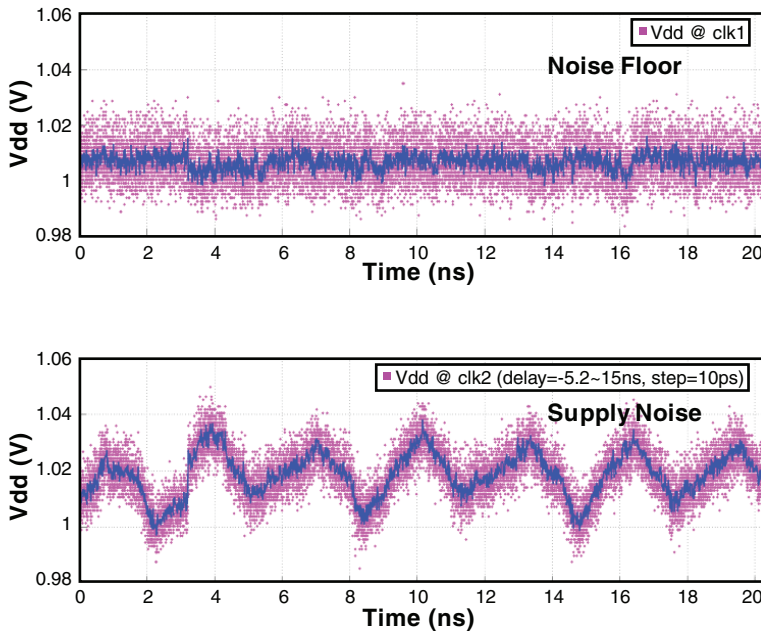 1.06
Vdd @ clk1
Noise Floor
1.04
Vdd (V)
1.02
1
0.98
0 2 4 6 8 10 12 14 16 18 20
Time (ns)
1.06
Vdd @ clk2 (delay=-5.2~15ns, step=10ps)
Supply Noise
1.04
Vdd (V)
1.02
1
0.98
0 2 4 6 8 10 12 14 16 18 20
Time (ns)